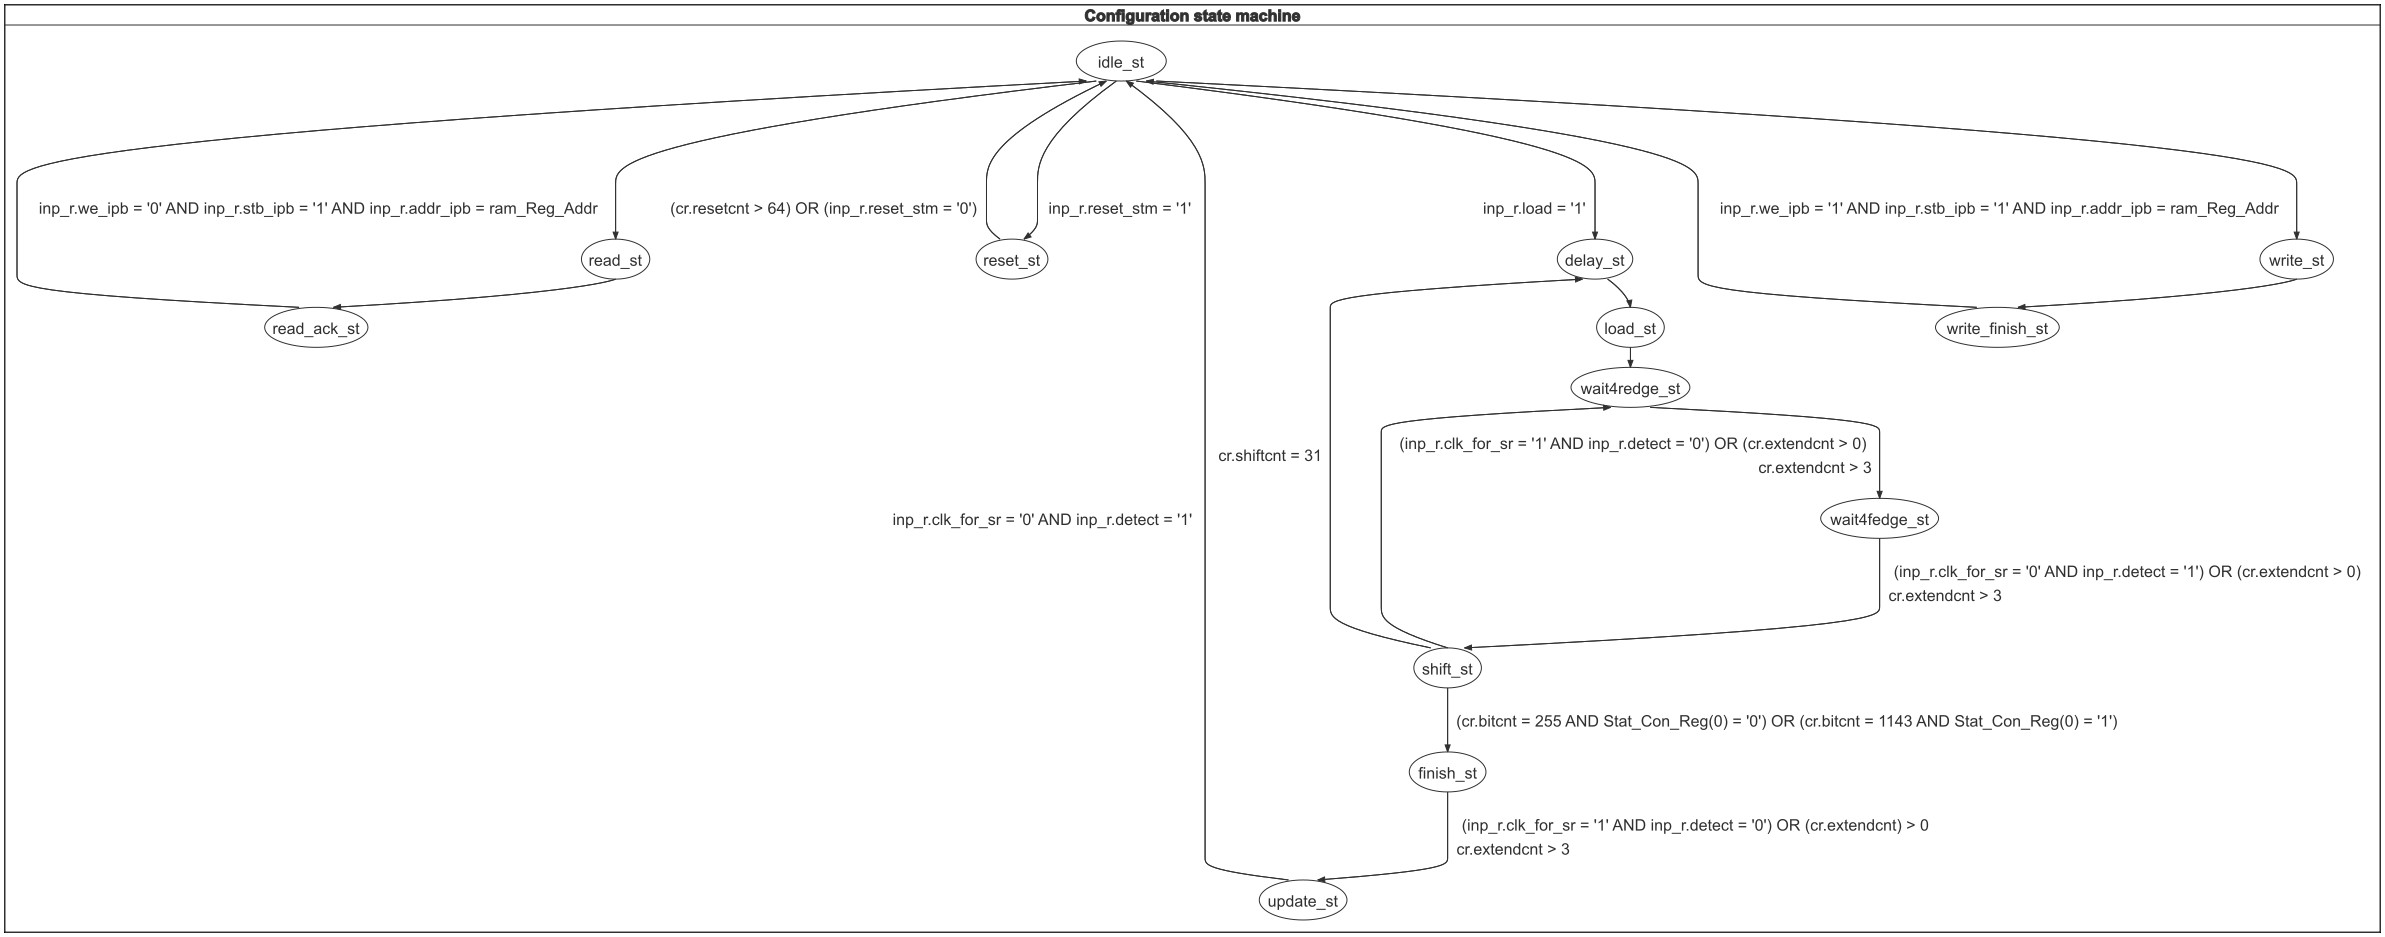 Configuration state machine
idle_st
inp_r.we_ipb = '0' AND inp_r.stb_ipb = '1' AND inp_r.addr_ipb = ram_Reg_Addr
(cr.resetcnt > 64) OR (inp_r.reset_stm = '0')
inp_r.reset_stm = '1'
inp_r.load = '1'
inp_r.we_ipb = '1' AND inp_r.stb_ipb = '1' AND inp_r.addr_ipb = ram_Reg_Addr
read_st
reset_st
delay_st
write_st
read_ack_st
load_st
write_finish_st
wait4redge_st
(inp_r.clk_for_sr = '1' AND inp_r.detect = '0') OR (cr.extendcnt > 0)
cr.extendcnt > 3
cr.shiftcnt = 31
inp_r.clk_for_sr = '0' AND inp_r.detect = '1'
wait4fedge_st
(inp_r.clk_for_sr = '0' AND inp_r.detect = '1') OR (cr.extendcnt > 0)
cr.extendcnt > 3
shift_st
(cr.bitcnt = 255 AND Stat_Con_Reg(0) = '0') OR (cr.bitcnt = 1143 AND Stat_Con_Reg(0) = '1')
finish_st
(inp_r.clk_for_sr = '1' AND inp_r.detect = '0') OR (cr.extendcnt) > 0
cr.extendcnt > 3
update_st